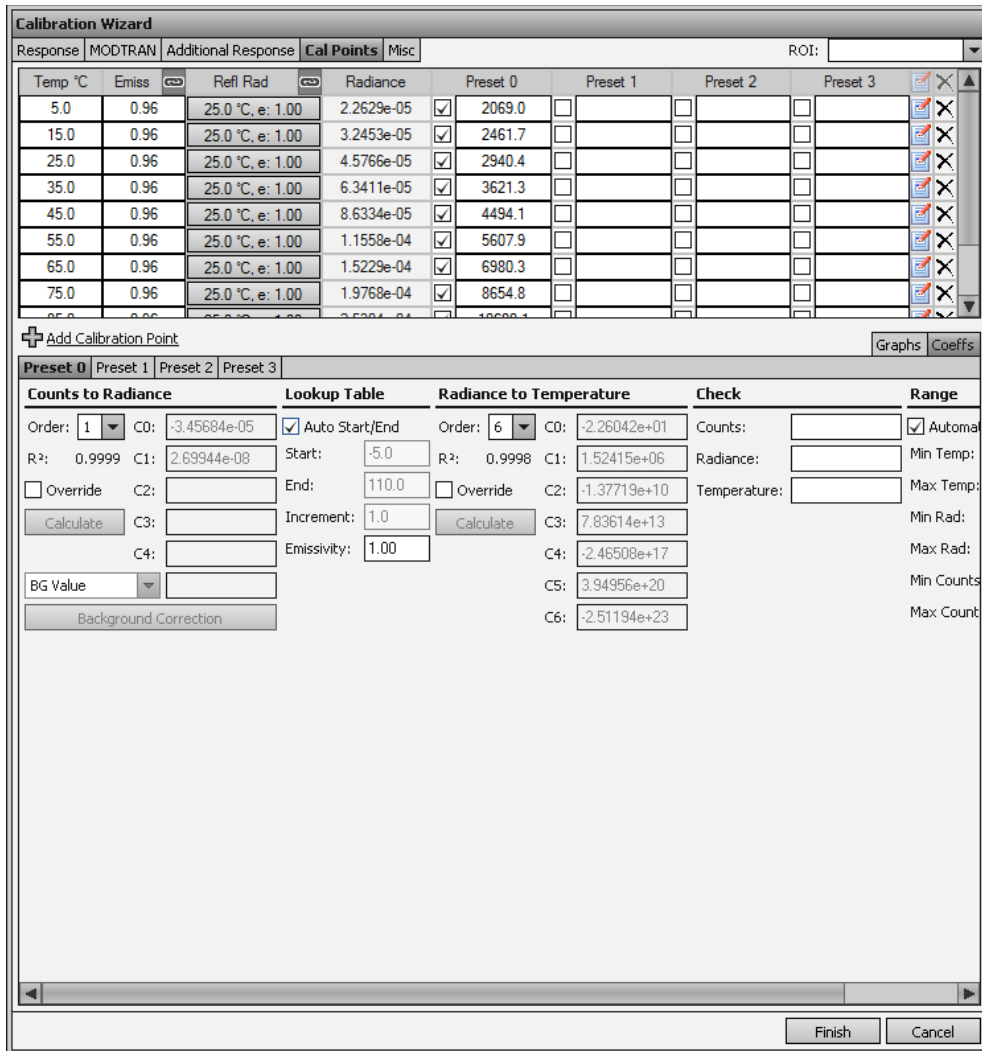 Calibration Wizard
Response MODTRAN Additional Response Cal Points Misc ROI:
Temp °C Emiss Refl Rad Radiance Preset 0 Preset 1 Preset 2 Preset 3
5.0 0.96 25.0 °C, e: 1.00 2.2629e-05 2069.0
15.0 0.96 25.0 °C, e: 1.00 3.2453e-05 2461.7
25.0 0.96 25.0 °C, e: 1.00 4.5766e-05 2940.4
35.0 0.96 25.0 °C, e: 1.00 6.3411e-05 3621.3
45.0 0.96 25.0 °C, e: 1.00 8.6334e-05 4494.1
55.0 0.96 25.0 °C, e: 1.00 1.1558e-04 5607.9
65.0 0.96 25.0 °C, e: 1.00 1.5229e-04 6980.3
75.0 0.96 25.0 °C, e: 1.00 1.9768e-04 8654.8
Add Calibration Point
Graphs Coeffs
Preset 0 Preset 1 Preset 2 Preset 3
Counts to Radiance Lookup Table Radiance to Temperature Check Range
Order: 1 C0: -3.45684e-05 Auto Start/End Order: 6 C0: -2.26042e+01 Counts: Automat
R²: 0.9999 C1: 2.69944e-08 Start: -5.0 R²: 0.9998 C1: 1.52415e+06 Radiance: Min Temp:
Override C2: End: 110.0 Override C2: -1.37719e+10 Temperature: Max Temp:
Calculate C3: Increment: 1.0 Calculate C3: 7.83614e+13 Min Rad:
C4: Emissivity: 1.00 C4: -2.46508e+17 Max Rad:
BG Value C5: 3.94956e+20 Min Counts
Background Correction C6: -2.51194e+23 Max Count
Finish Cancel